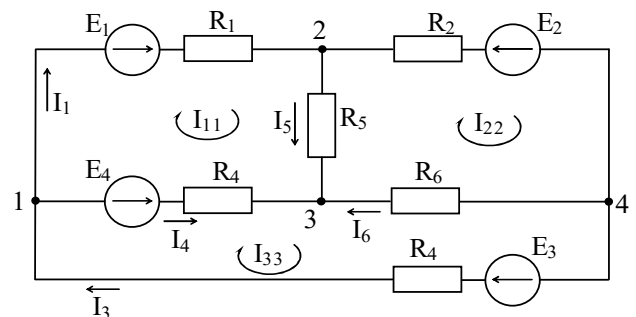 E1 R1 2 R2 E2
I1 I11 I5 R5 I22
E4 R4 R6
1 3 4
I4 I6
I33 R4 E3
I3